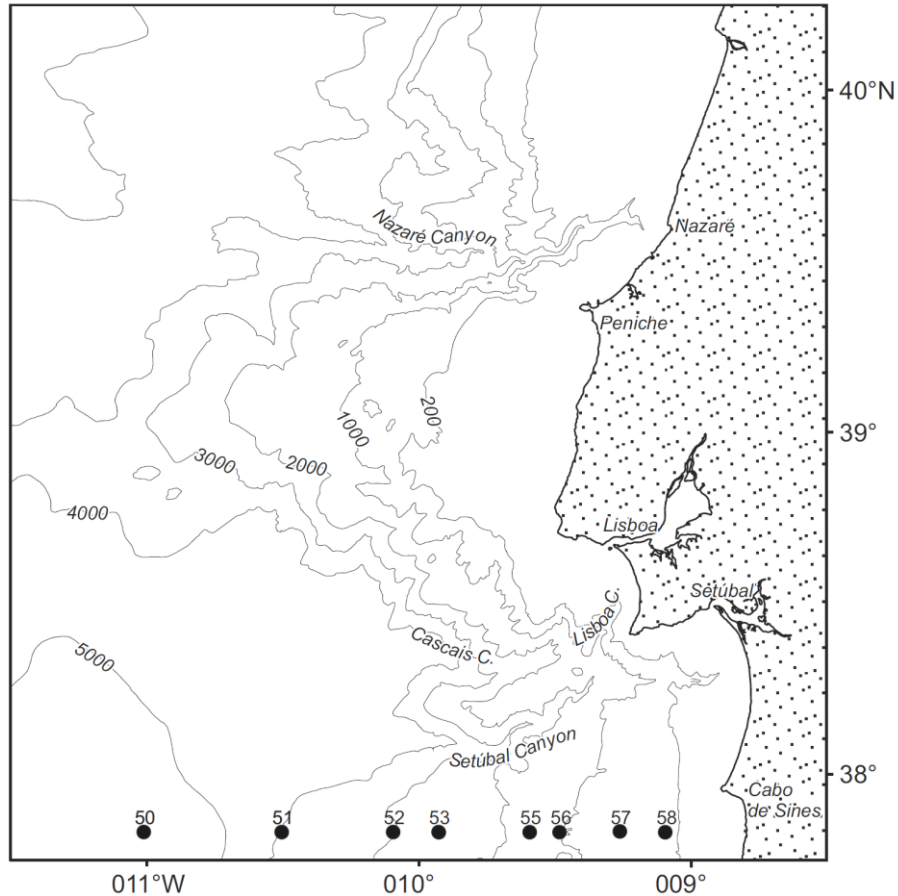 40°N
Nazaré Canyon
Nazaré
Peniche
200
1000
39°
3000
2000
4000
Lisboa
Setúbal
Lisboa C.
Cascais C.
5000
Setúbal Canyon
38°
Cabo
de Sines
50
51
52
53
55
56
57
58
011°W
010°
009°